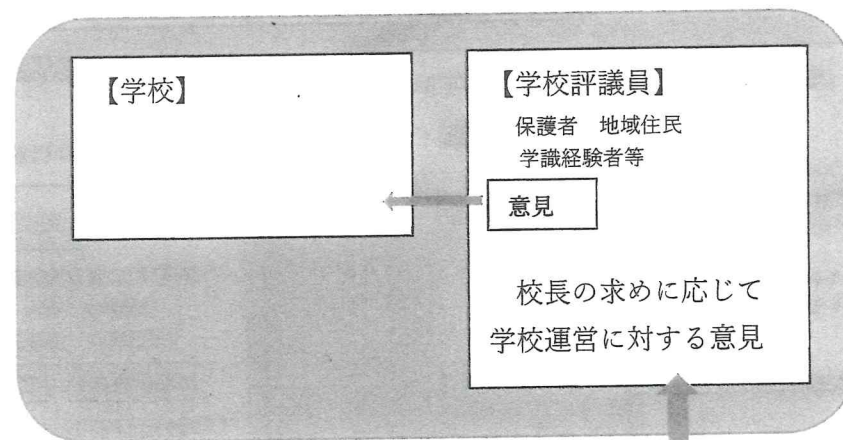 【学校】
【学校評議員】
保護者　地域住民
学識経験者等
意見
校長の求めに応じて
学校運営に対する意見